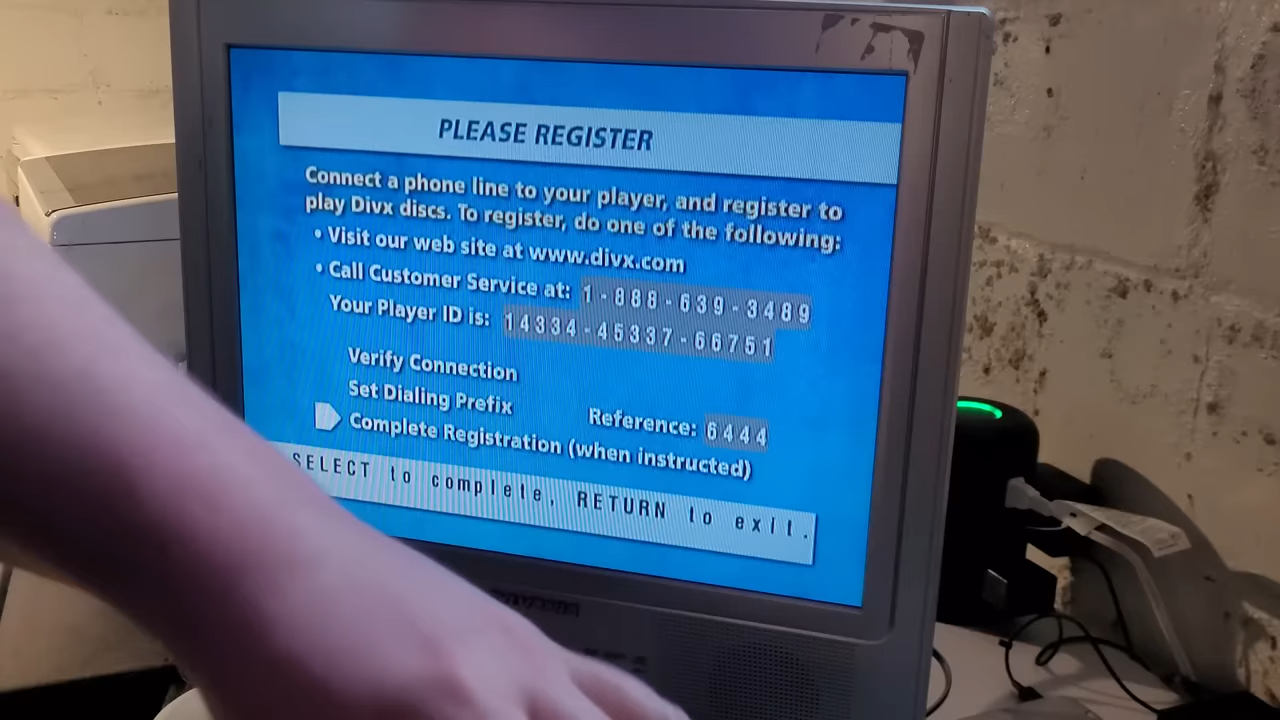 PLEASE REGISTER
Connect a phone line to your player, and register to
play Divx discs. To register, do one of the following:
• Visit our web site at www.divx.com
• Call Customer Service at: 1-888-639-3489
Your Player ID is: 14334-45337-66751
Verify Connection
Set Dialing Prefix
Reference: 6444
Complete Registration (when instructed)
SELECT to complete, RETURN to exit.